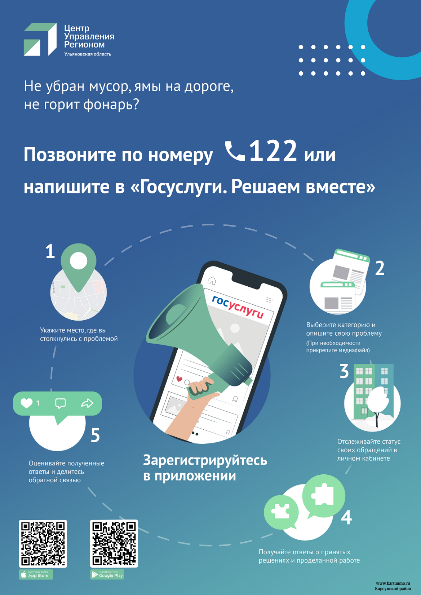 Центр
Управления
Регионом
Ульяновская область
Не убран мусор, ямы на дороге,
не горит фонарь?
Позвоните по номеру 122 или
напишите в «Госуслуги. Решаем вместе»
1
Укажите место, где вы
столкнулись с проблемой
госуслуги
2
Выберите категорию и
опишите свою проблему
(При необходимости
прикрепите медиафайл)
3
Отслеживайте статус
своих обращений в
личном кабинете
1
5
Оценивайте полученные
ответы и делитесь
обратной связью
Зарегистрируйтесь
в приложении
4
Получайте ответы о принятых
решениях и проделанной работе
App Store
Google Play